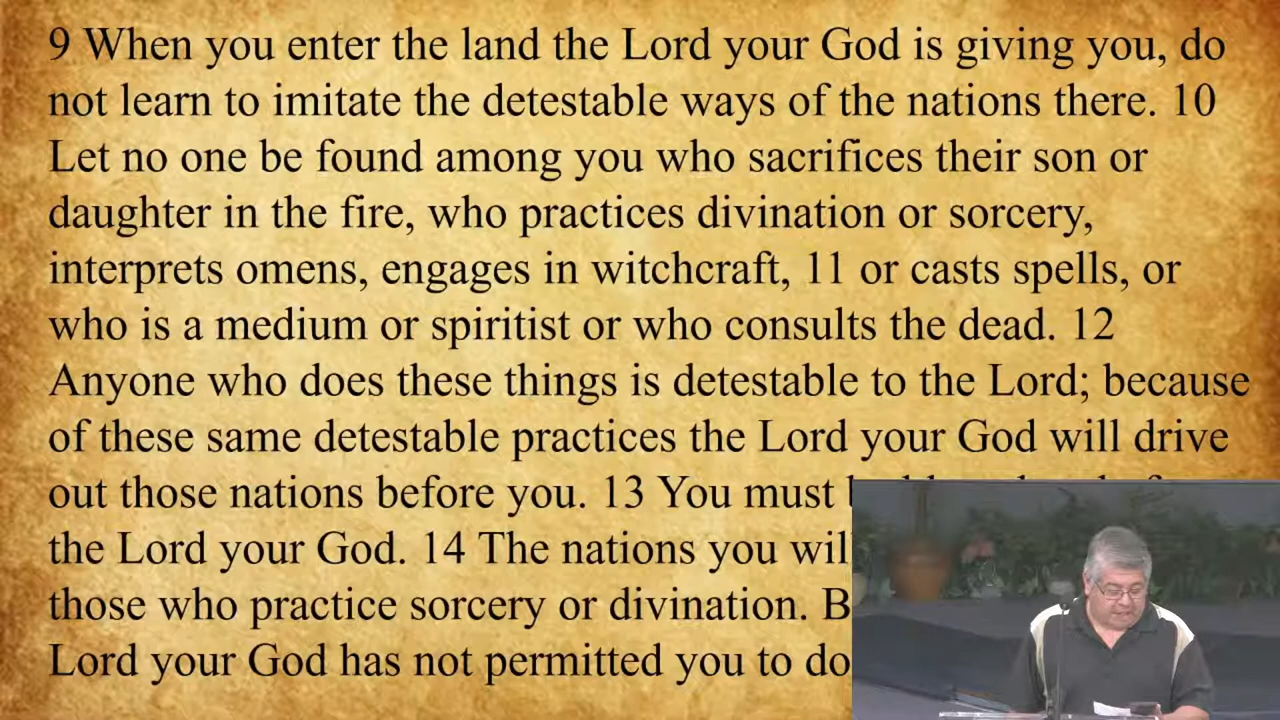 9 When you enter the land the Lord your God is giving you, do
not learn to imitate the detestable ways of the nations there. 10
Let no one be found among you who sacrifices their son or
daughter in the fire, who practices divination or sorcery,
interprets omens, engages in witchcraft, 11 or casts spells, or
who is a medium or spiritist or who consults the dead. 12
Anyone who does these things is detestable to the Lord; because
of these same detestable practices the Lord your God will drive
out those nations before you. 13 You must
the Lord your God. 14 The nations you
those who practice sorcery or divination.
Lord your God has not permitted you to do